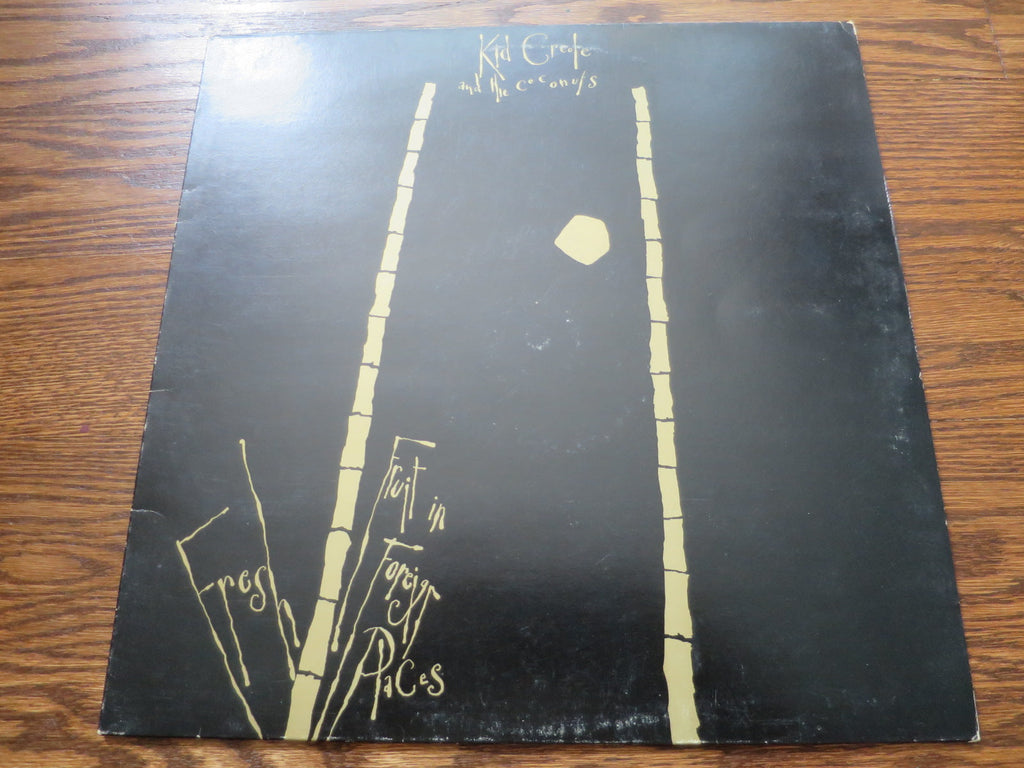 Kid Creole
and the coconuts
Fresh
Fruit in
Foreign
Places